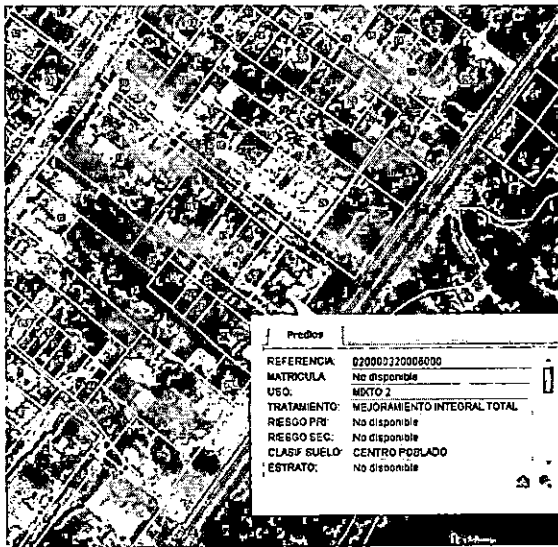 Predios
REFERENCIA: 020000320006000
MATRICULA No disponible
USO: MIXTO 2
TRATAMIENTO: MEJORAMIENTO INTEGRAL TOTAL
RIESGO PRI: No disponible
RIESGO SEC: No disponible
CLASIF SUELO: CENTRO POBLADO
ESTRATO: No disponible